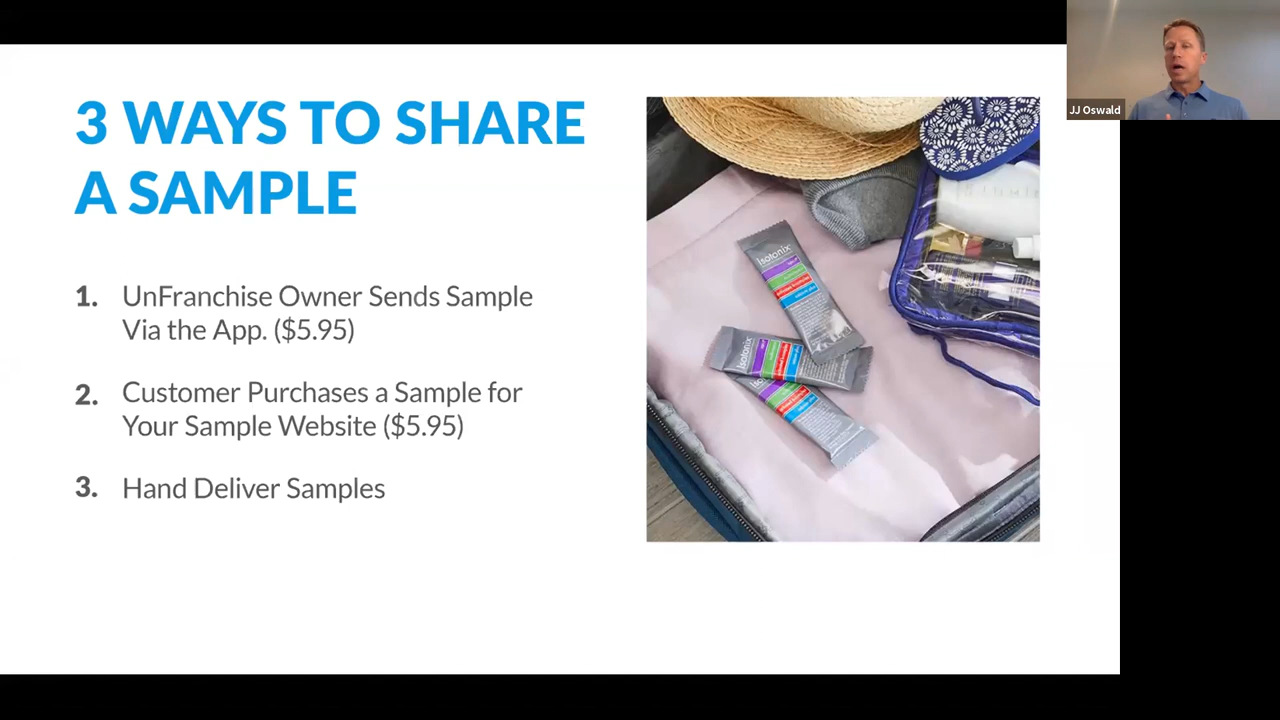 3 WAYS TO SHARE
A SAMPLE
1. UnFranchise Owner Sends Sample
Via the App. ($5.95)
2. Customer Purchases a Sample for
Your Sample Website ($5.95)
3. Hand Deliver Samples
Isotonix
Isotonix
JJ Oswald